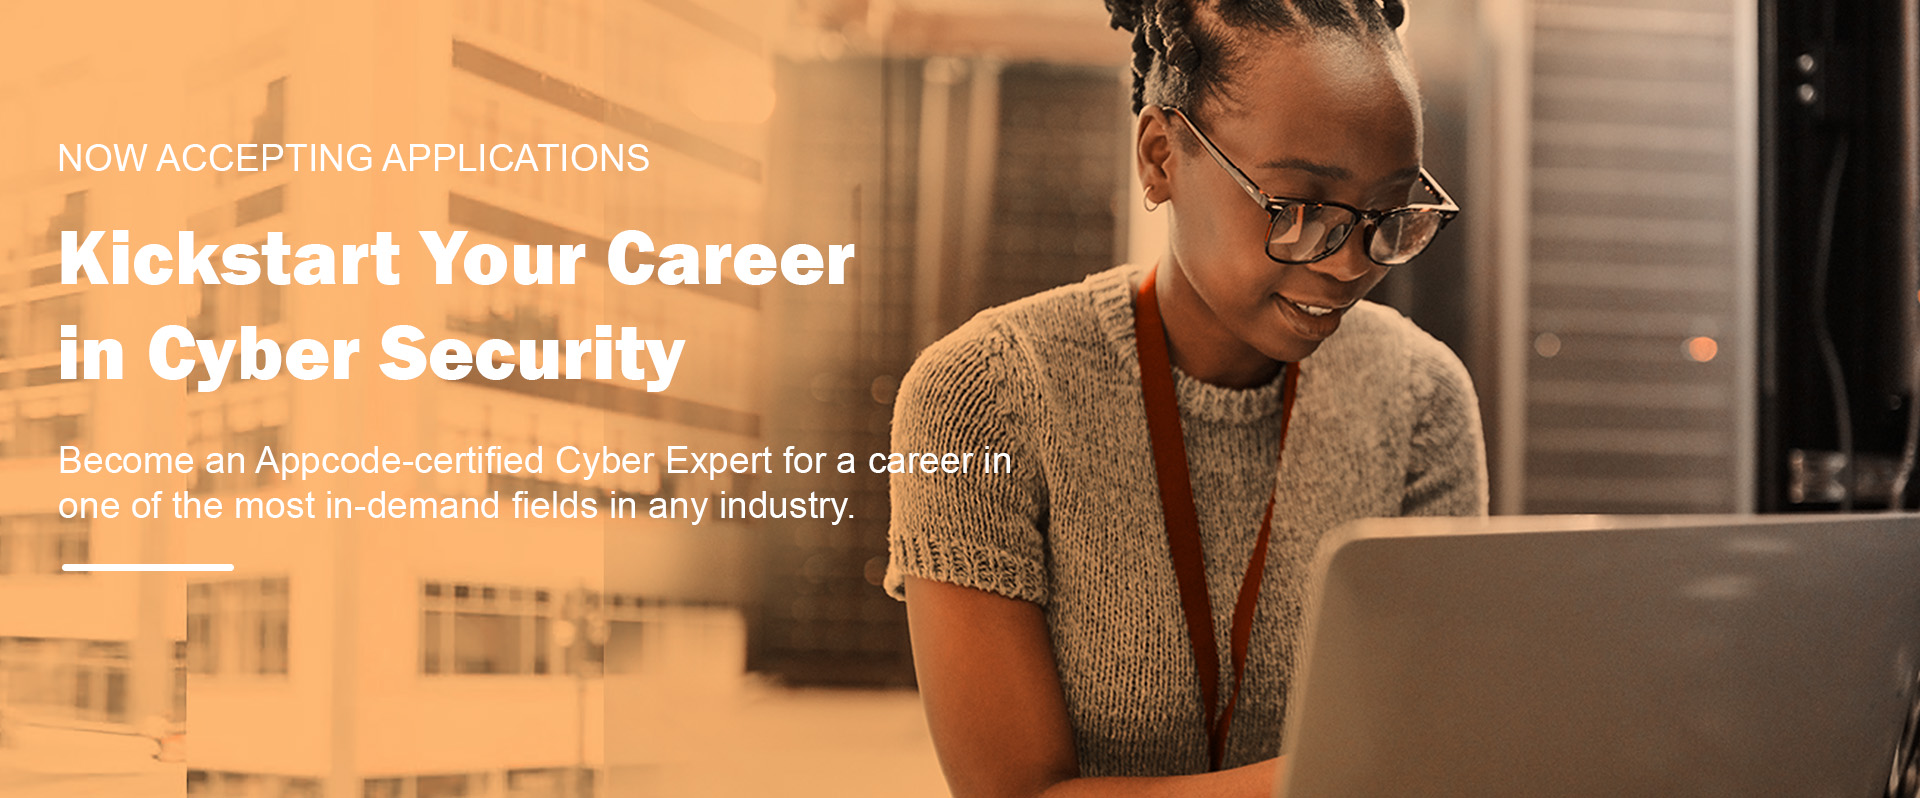 NOW ACCEPTING APPLICATIONS
Kickstart Your Career
in Cyber Security
Become an Appcode-certified Cyber Expert for a career in
one of the most in-demand fields in any industry.